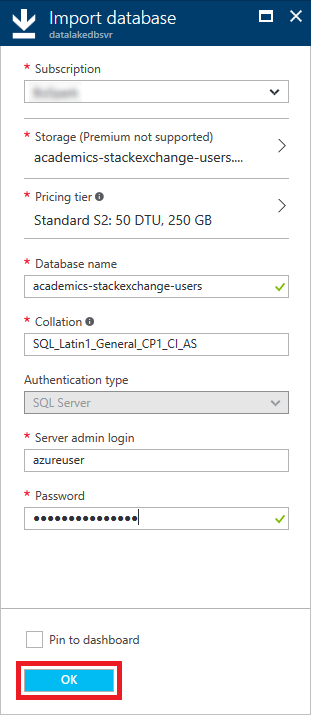 Import database
datalakedbsvr
* Subscription
* Storage (Premium not supported)
academics-stackexchange-users....
* Pricing tier
Standard S2: 50 DTU, 250 GB
* Database name
academics-stackexchange-users
* Collation
SQL_Latin1_General_CP1_CI_AS
Authentication type
SQL Server
* Server admin login
azureuser
* Password
Pin to dashboard
OK